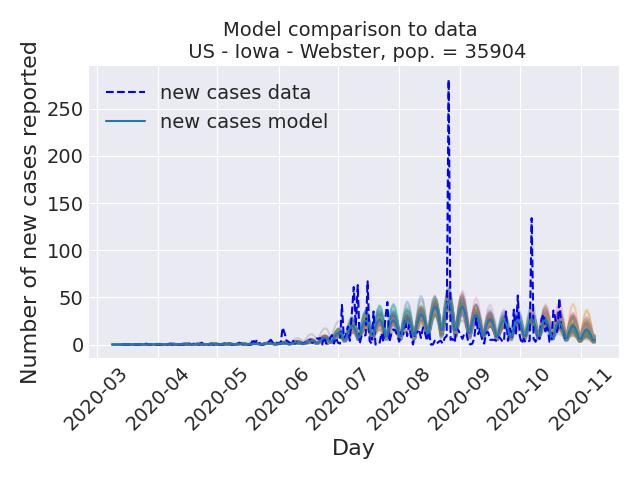 Model comparison to data
US - Iowa - Webster, pop. = 35904
Number of new cases reported
250
200
150
100
50
0
new cases data
new cases model
2020-03
2020-04
2020-05
2020-06
2020-07
2020-08
2020-09
2020-10
2020-11
Day